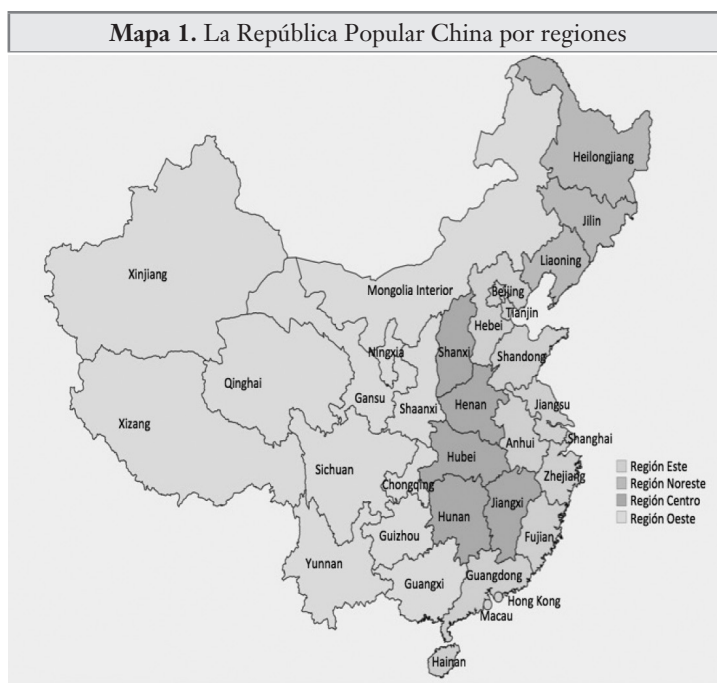 Mapa 1. La República Popular China por regiones
Heilongjiang
Jilin
Liaoning
Xinjiang
Mongolia Interior
Beijing
Tianjin
Hebei
Shanxi
Shandong
Ningxia
Qinghai
Gansu
Shaanxi
Henan
Jiangsu
Xizang
Anhui
Shanghai
Hubei
Sichuan
Chongqing
Zhejiang
Jiangxi
Hunan
Guizhou
Fujian
Yunnan
Guangxi
Guangdong
Hong Kong
Macau
Hainan
Región Este
Región Noreste
Región Centro
Región Oeste